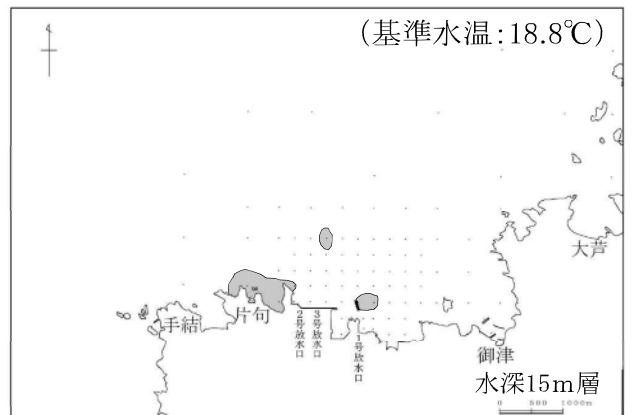 (基準水温:18.8℃)
大芦
手結
片句
2号放水口
3号放水口
1号放水口
御津
水深15m層
0 500 1000m